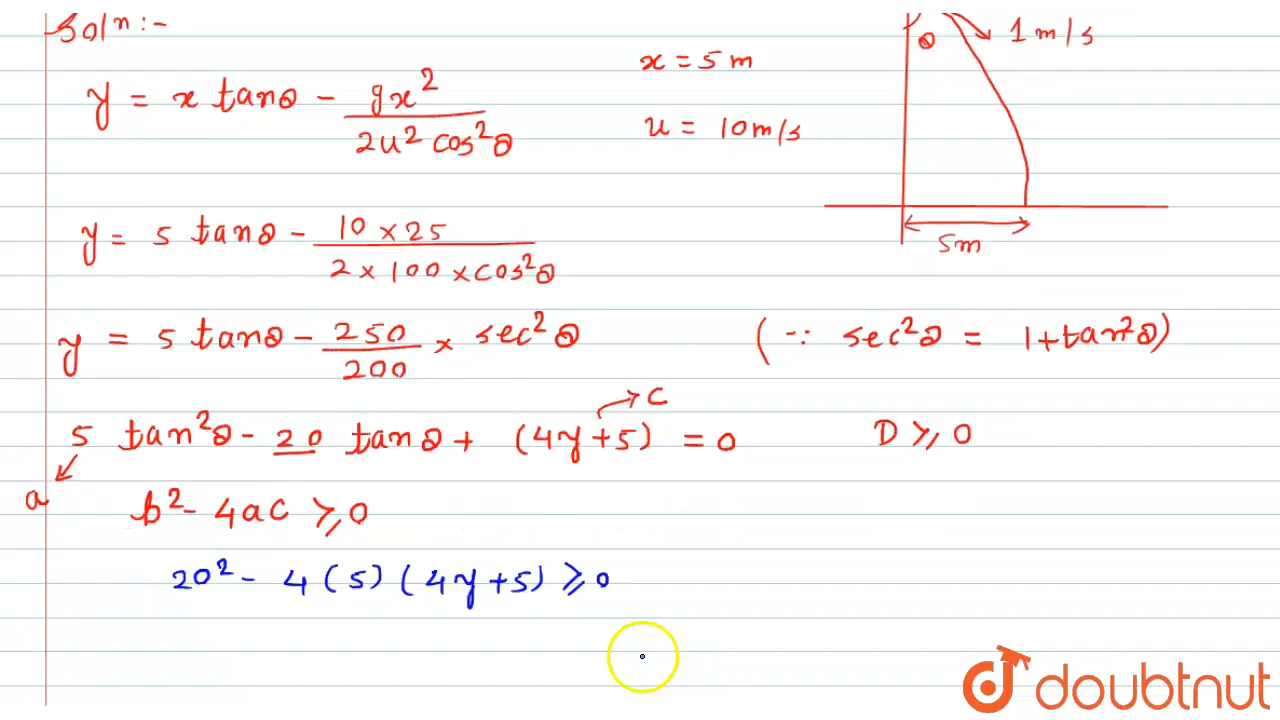 Solⁿ :-
θ 1 m/s
x = 5 m
y = x tanθ - gx² / 2u² cos²θ
u = 10 m/s
y = 5 tanθ - 10 × 25 / 2 × 100 × cos²θ
5m
y = 5 tanθ - 250/200 × sec²θ (∵ sec²θ = 1+tan²θ)
→ C
5 tan²θ - 20 tanθ + (4y+5) = 0 D ≥ 0
a
b² - 4ac ≥ 0
20² - 4 (5) (4y+5) ≥ 0
doubtnut